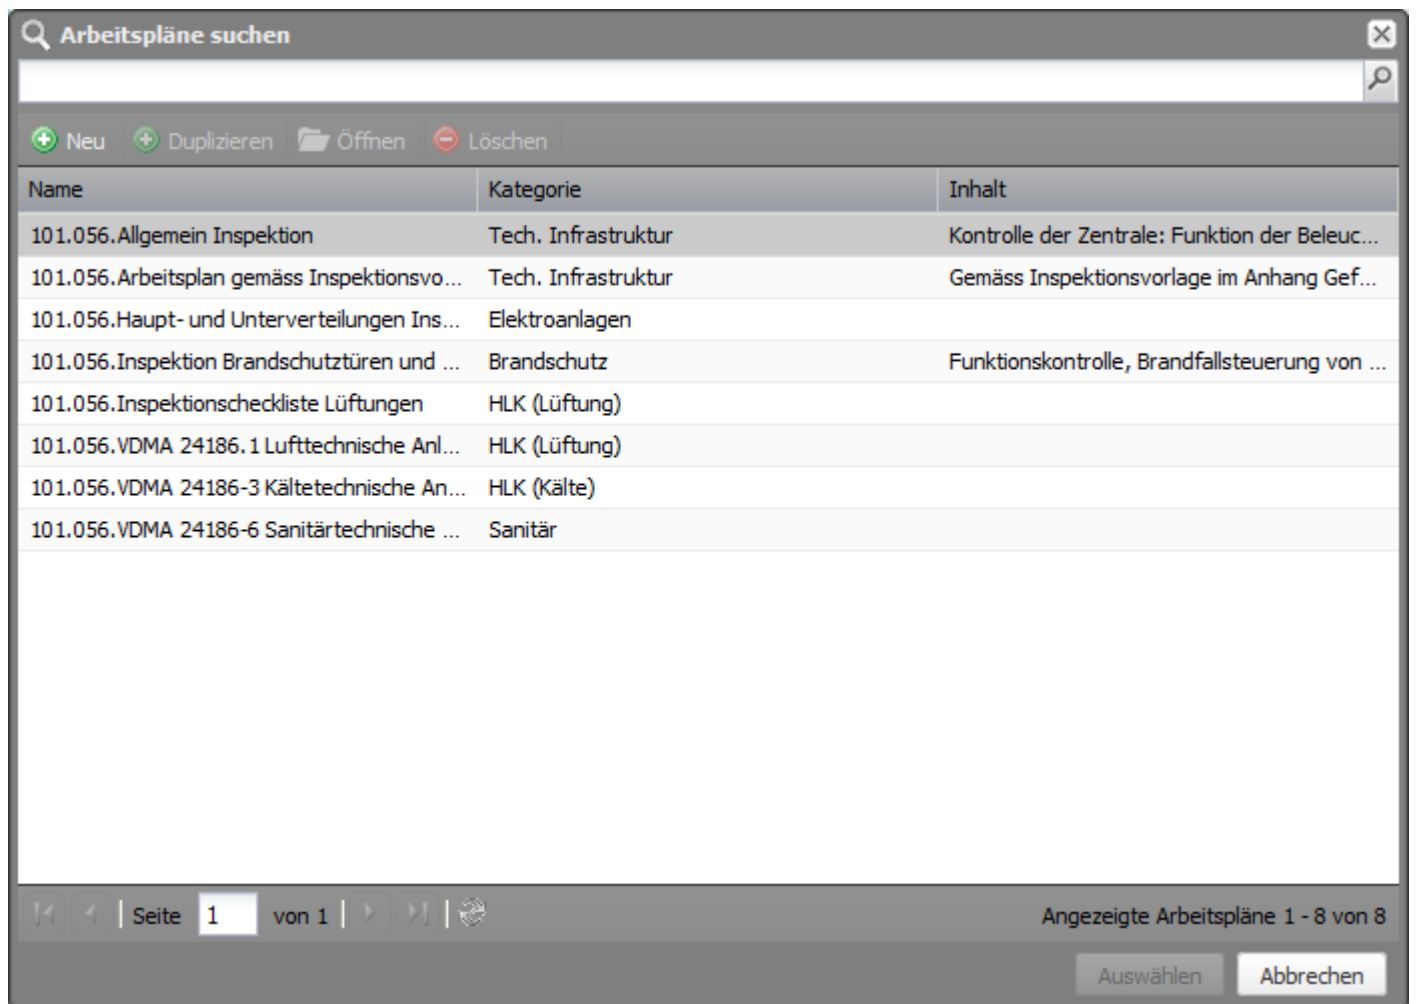 Arbeitspläne suchen
Neu Duplizieren Öffnen Löschen
Name Kategorie Inhalt
101.056.Allgemein Inspektion Tech. Infrastruktur Kontrolle der Zentrale: Funktion der Beleuc...
101.056.Arbeitsplan gemäss Inspektionsvo... Tech. Infrastruktur Gemäss Inspektionsvorlage im Anhang Gef...
101.056.Haupt- und Unterverteilungen Ins... Elektroanlagen
101.056.Inspektion Brandschutztüren und ... Brandschutz Funktionskontrolle, Brandfallsteuerung von ...
101.056.Inspektionscheckliste Lüftungen HLK (Lüftung)
101.056.VDMA 24186.1 Lufttechnische Anl... HLK (Lüftung)
101.056.VDMA 24186-3 Kältetechnische An... HLK (Kälte)
101.056.VDMA 24186-6 Sanitärtechnische ... Sanitär
Seite 1 von 1 Angezeigte Arbeitspläne 1 - 8 von 8
Auswählen Abbrechen